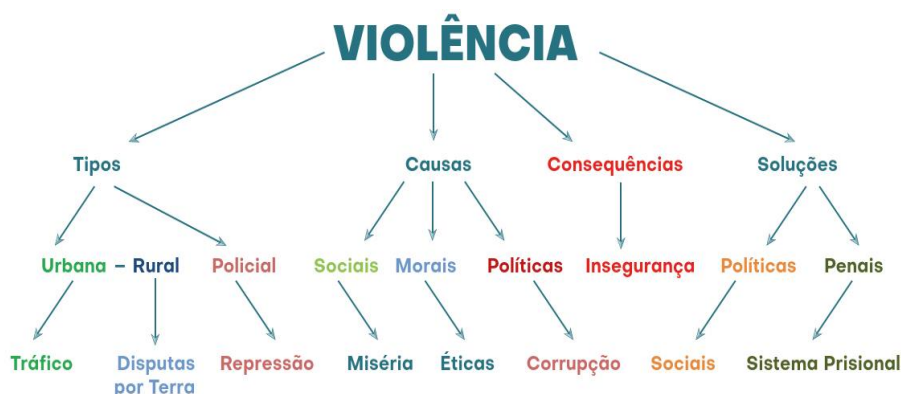 VIOLÊNCIA
Tipos Causas Consequências Soluções
Urbana – Rural Policial Sociais Morais Políticas Insegurança Políticas Penais
Tráfico Disputas Repressão Miséria Éticas Corrupção Sociais Sistema Prisional
por Terra